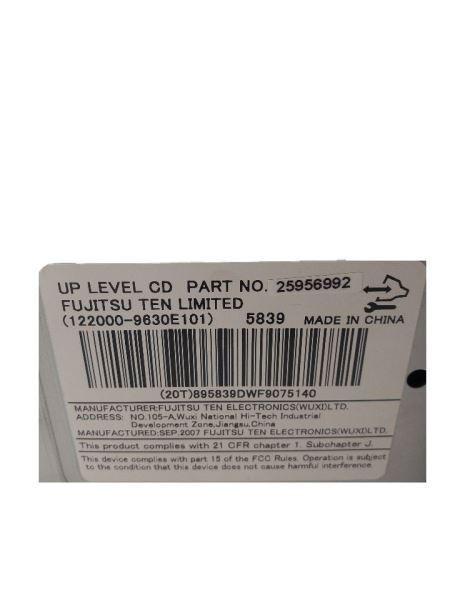 UP LEVEL CD PART NO. 25956992
FUJITSU TEN LIMITED
(122000-9630E101) 5839 MADE IN CHINA
(20T)895839DWF9075140
MANUFACTURER:FUJITSU TEN ELECTRONICS(WUXI)LTD.
ADDRESS: NO.105-A,Wuxi National Hi-Tech Industrial
Development Zone,Jiangsu,China
MANUFACTURED:SEP.2007 FUJITSU TEN ELECTRONICS(WUXI)LTD.
This product complies with 21 CFR chapter 1. Subchapter J.
This device complies with part 15 of the FCC Rules. Operation is subject
to the condition that this device does not cause harmful interference.